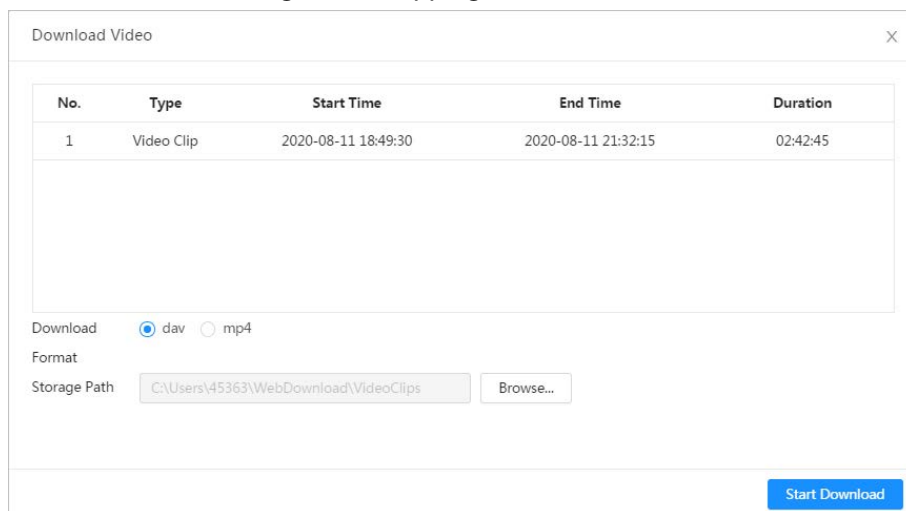 Download Video
No. Type Start Time End Time Duration
1 Video Clip 2020-08-11 18:49:30 2020-08-11 21:32:15 02:42:45
Download dav mp4
Format
Storage Path C:\Users\45363\WebDownload\VideoClips Browse...
Start Download